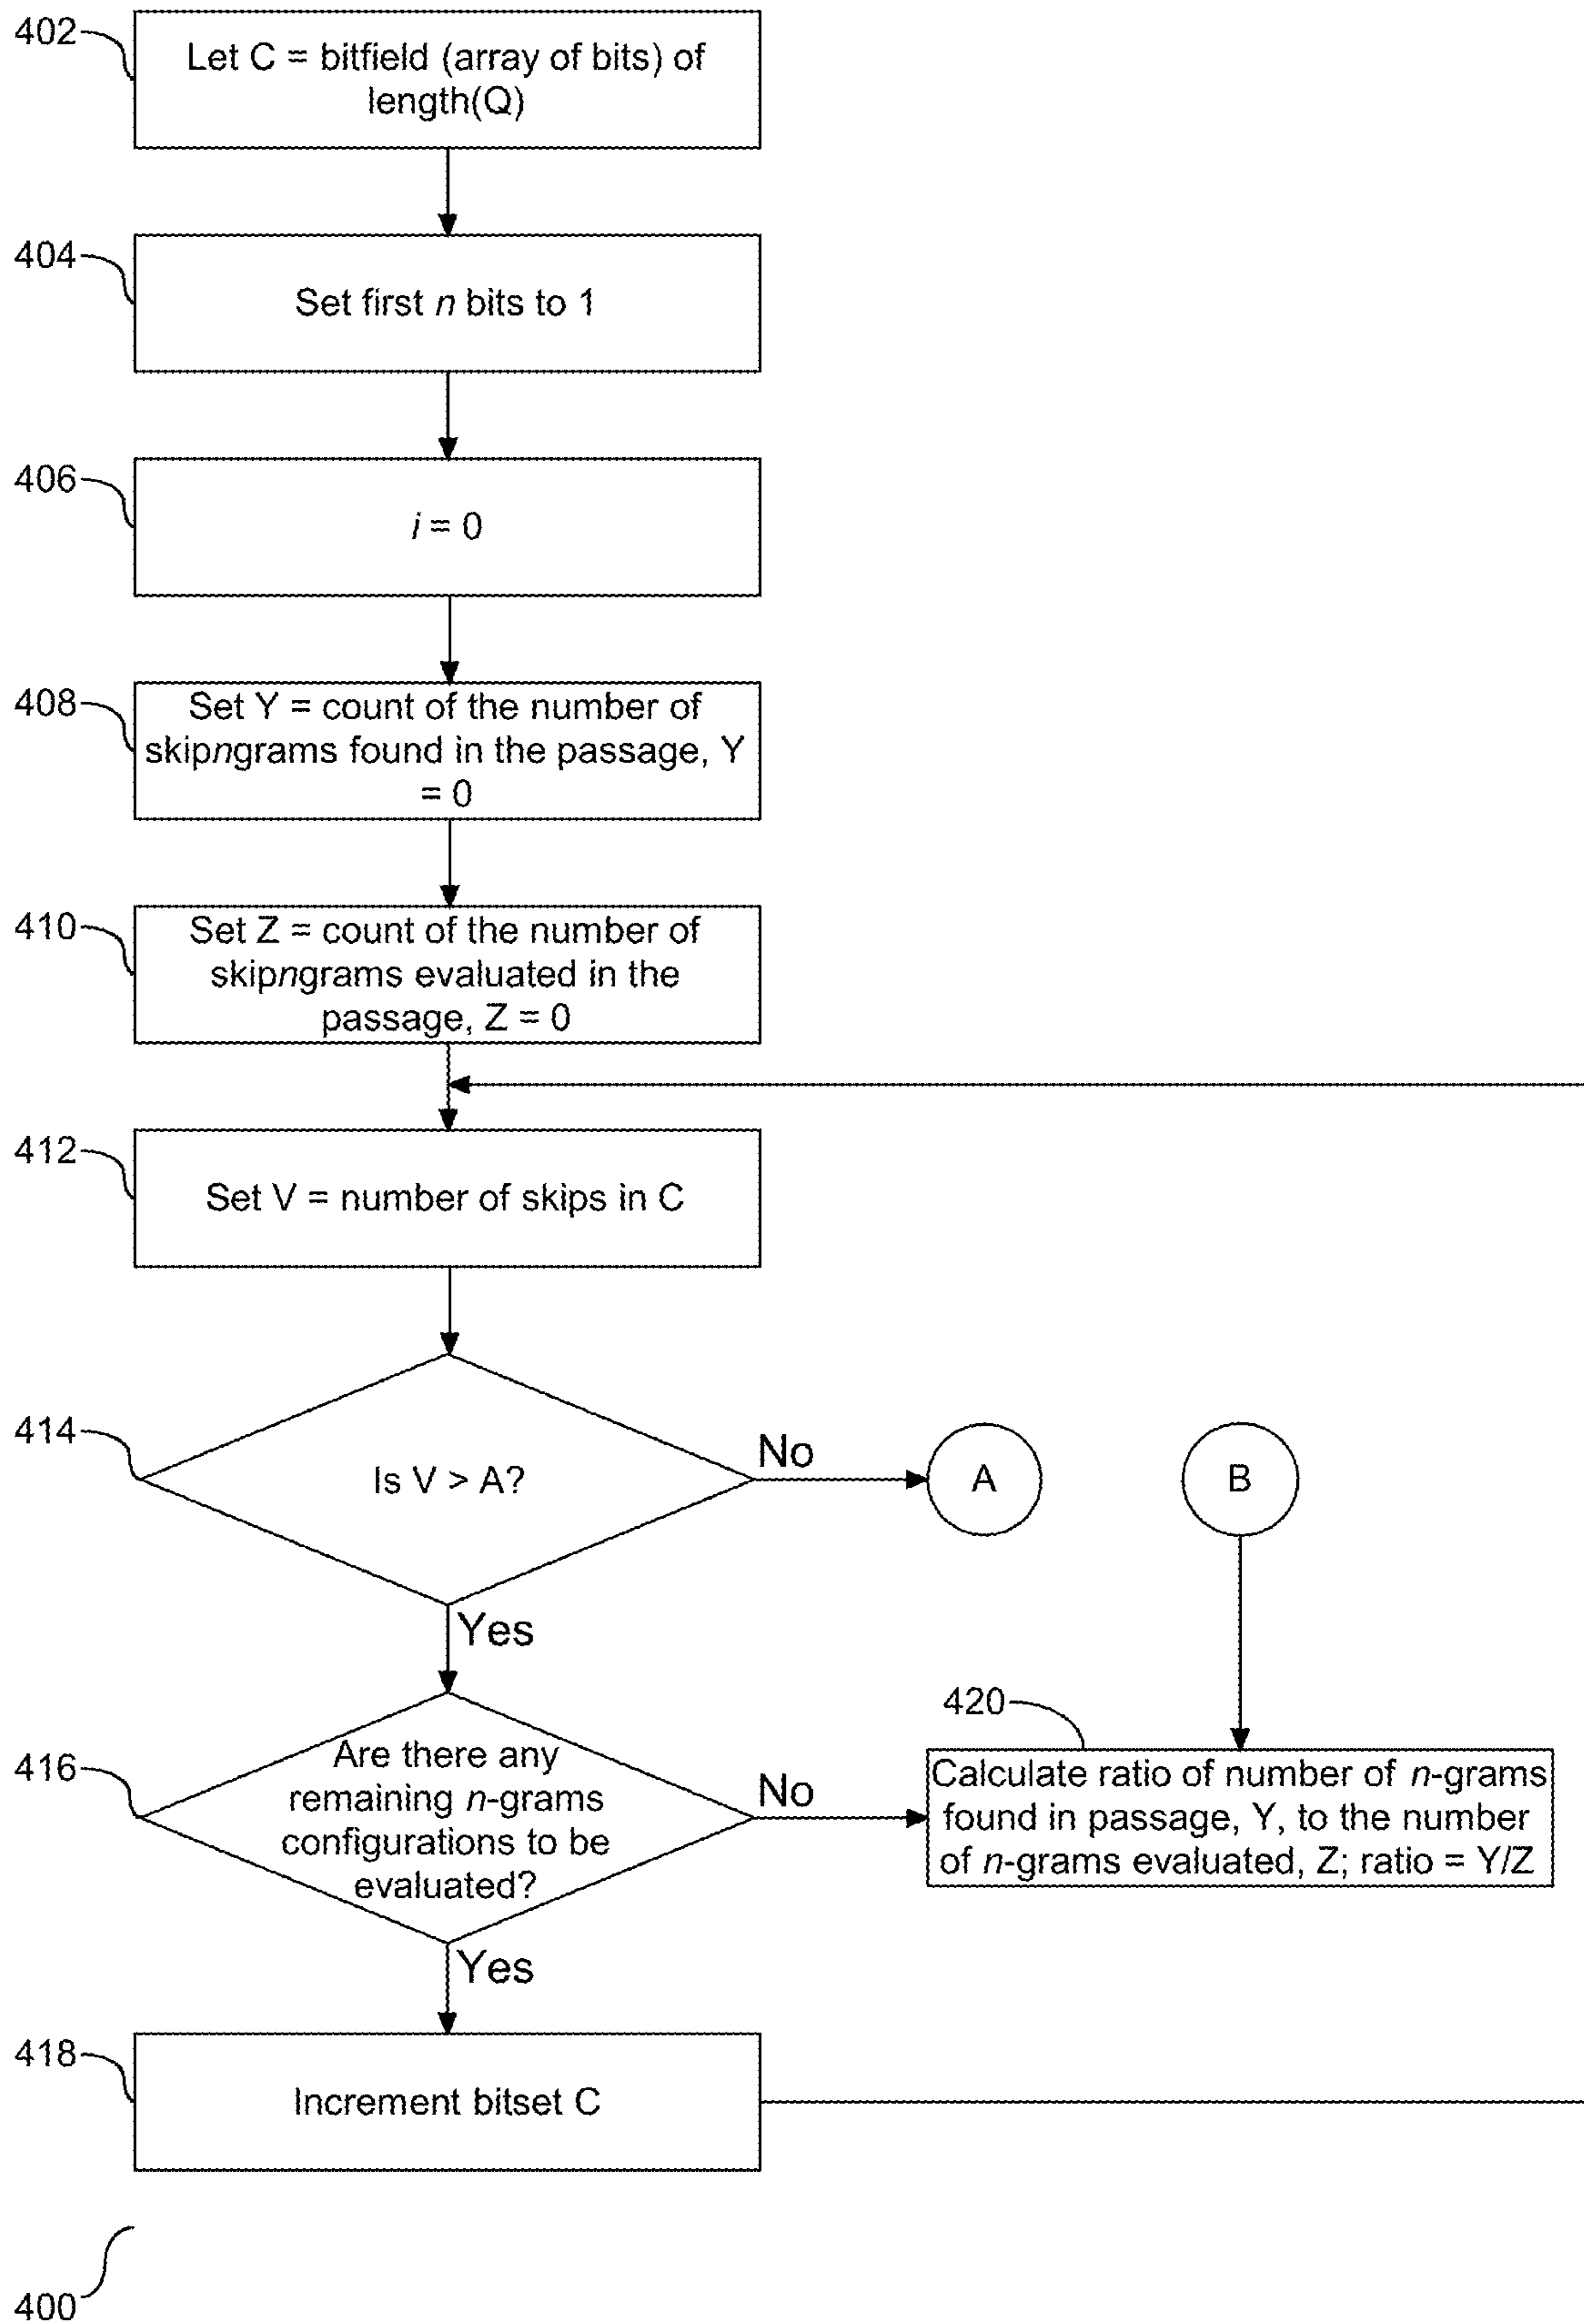 402
Let C = bitfield (array of bits) of
length(Q)
404
Set first n bits to 1
406
i = 0
408
Set Y = count of the number of
skipngrams found in the passage, Y
= 0
410
Set Z = count of the number of
skipngrams evaluated in the
passage, Z = 0
412
Set V = number of skips in C
414
Is V > A?
No
A
B
Yes
416
Are there any
remaining n-grams
configurations to be
evaluated?
No
420
Calculate ratio of number of n-grams
found in passage, Y, to the number
of n-grams evaluated, Z; ratio = Y/Z
Yes
418
Increment bitset C
400